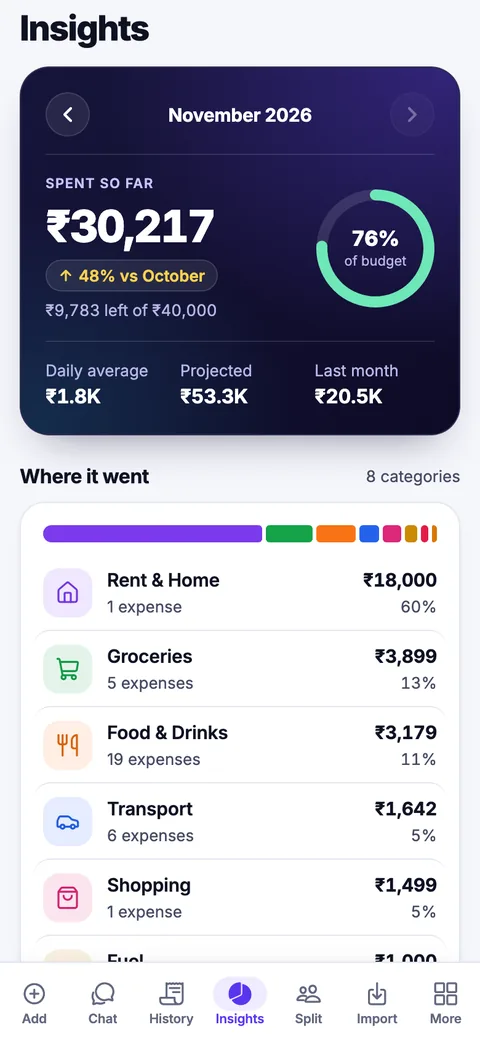 Insights
November 2026
SPENT SO FAR
₹30,217
↑ 48% vs October
₹9,783 left of ₹40,000
76%
of budget
Daily average
₹1.8K
Projected
₹53.3K
Last month
₹20.5K
Where it went
8 categories
Rent & Home
₹18,000
1 expense
60%
Groceries
₹3,899
5 expenses
13%
Food & Drinks
₹3,179
19 expenses
11%
Transport
₹1,642
6 expenses
5%
Shopping
₹1,499
1 expense
5%
Fuel
₹1,000
Add
Chat
History
Insights
Split
Import
More